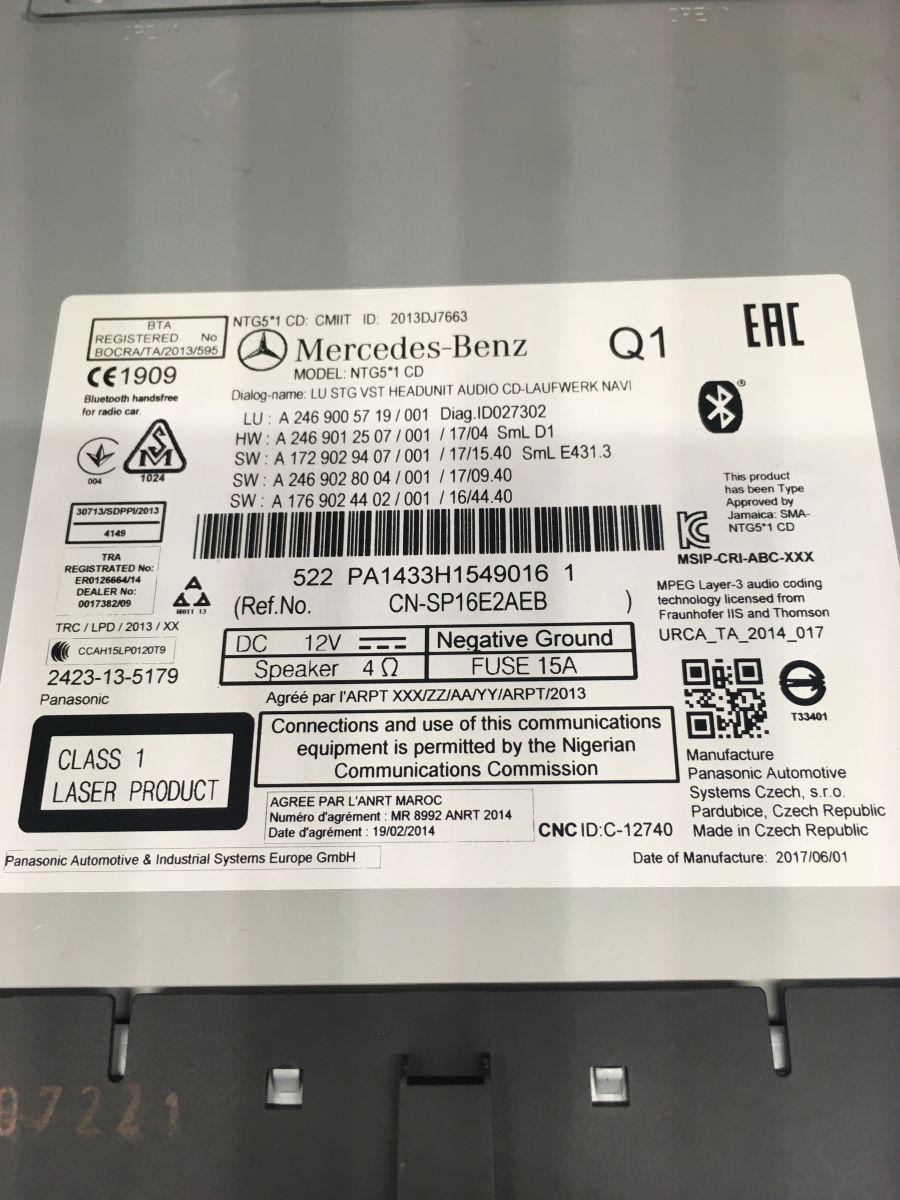 OPEN
BTA
REGISTERED No:
BOCRA/TA/2013/595
NTG5*1 CD: CMIIT ID: 2013DJ7663
Mercedes-Benz
Q1
EAC
MODEL: NTG5*1 CD
CE1909
Bluetooth handsfree
for radio car.
Dialog-name: LU STG VST HEADUNIT AUDIO CD-LAUFWERK NAVI
LU : A 246 900 57 19 / 001 Diag.ID027302
HW : A 246 901 25 07 / 001 / 17/04 SmL D1
SW : A 172 902 94 07 / 001 / 17/15.40 SmL E431.3
SW : A 246 902 80 04 / 001 / 17/09.40
SW : A 176 902 44 02 / 001 / 16/44.40
004
SM
1024
30713/SDPPI/2013
4149
TRA
REGISTRATED No:
ER0126664/14
DEALER No:
0017382/09
R011 13
TRC / LPD / 2013 / XX
CCAH15LP0120T9
2423-13-5179
Panasonic
522 PA1433H1549016 1
(Ref.No. CN-SP16E2AEB )
DC 12V
Negative Ground
Speaker 4 Ω
FUSE 15A
Agréé par l'ARPT XXX/ZZ/AA/YY/ARPT/2013
This product
has been Type
Approved by
Jamaica: SMA-
NTG5*1 CD
MSIP-CRI-ABC-XXX
MPEG Layer-3 audio coding
technology licensed from
Fraunhofer IIS and Thomson
URCA_TA_2014_017
T33401
CLASS 1
LASER PRODUCT
Connections and use of this communications
equipment is permitted by the Nigerian
Communications Commission
AGREE PAR L'ANRT MAROC
Numéro d'agrément : MR 8992 ANRT 2014
Date d'agrément : 19/02/2014
CNC ID:C-12740
Manufacture
Panasonic Automotive
Systems Czech, s.r.o.
Pardubice, Czech Republic
Made in Czech Republic
Panasonic Automotive & Industrial Systems Europe GmbH
Date of Manufacture: 2017/06/01
07221